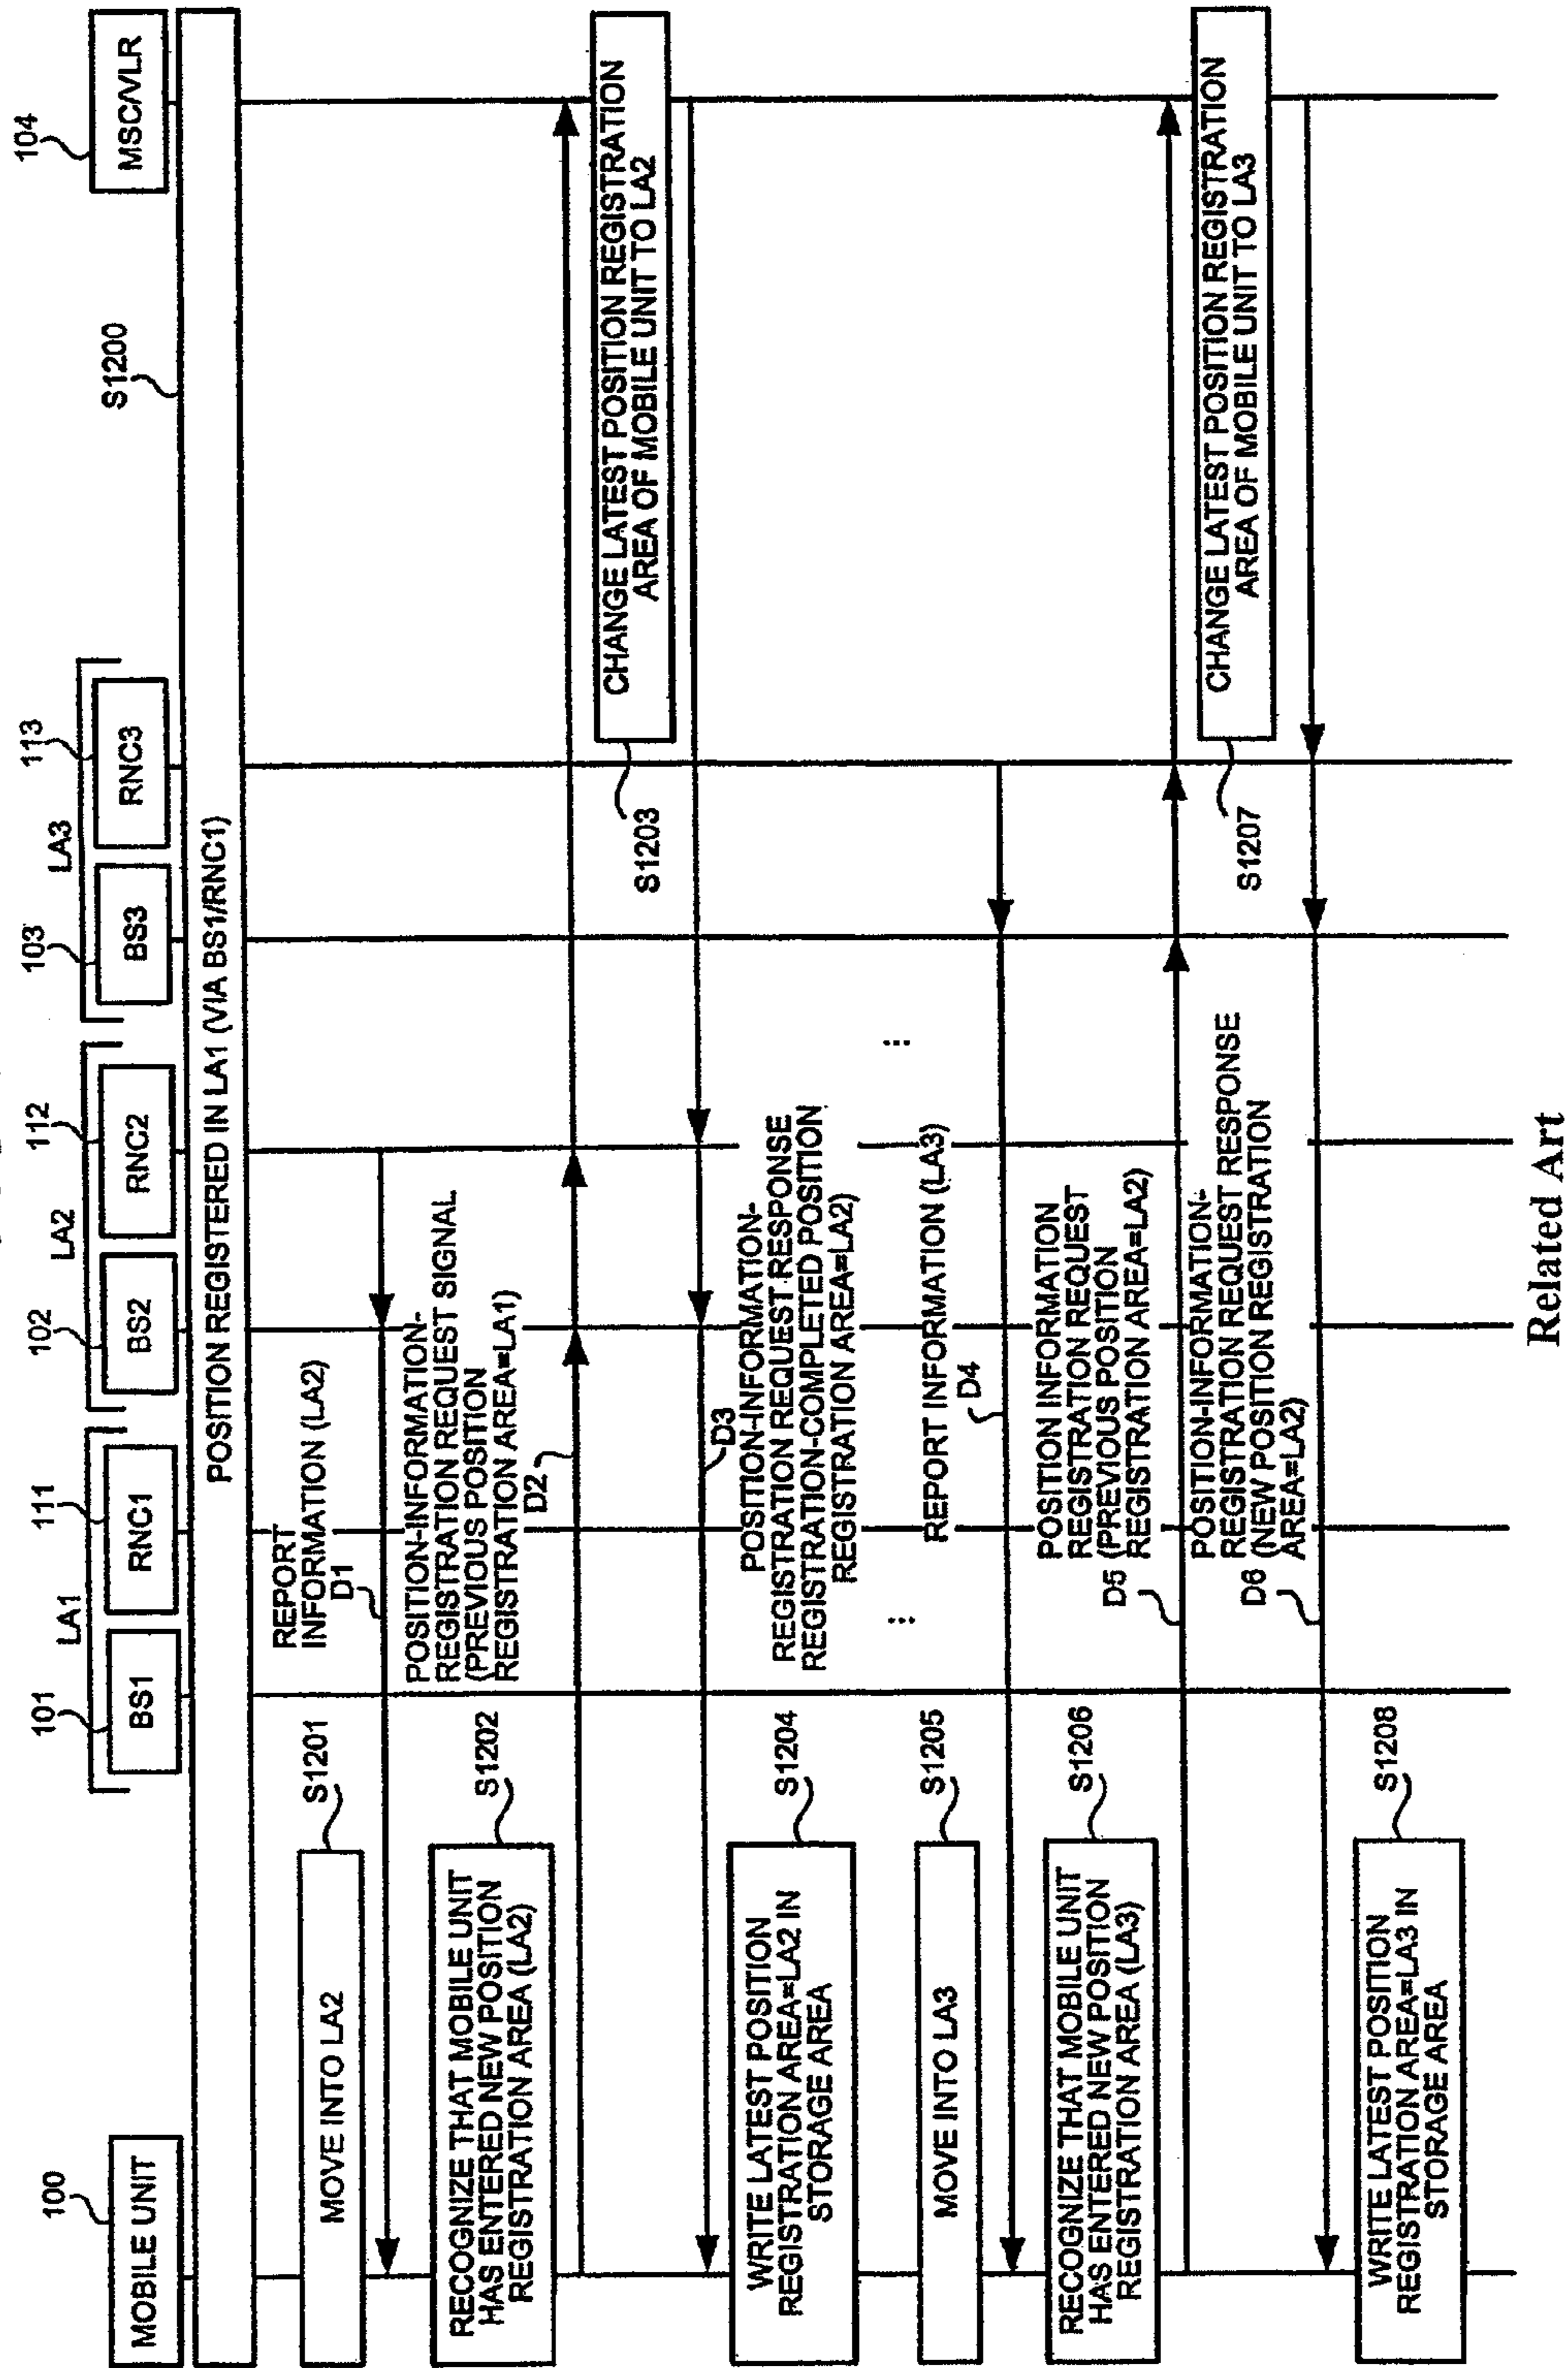 100
MOBILE UNIT
LA1
101
BS1
111
RNC1
LA2
102
BS2
112
RNC2
LA3
103
BS3
113
RNC3
104
MSC/VLR
S1200
POSITION REGISTERED IN LA1 (VIA BS1/RNC1)
MOVE INTO LA2
S1201
REPORT
INFORMATION (LA2)
D1
RECOGNIZE THAT MOBILE UNIT
HAS ENTERED NEW POSITION
REGISTRATION AREA (LA2)
S1202
POSITION-INFORMATION-
REGISTRATION REQUEST SIGNAL
(PREVIOUS POSITION
REGISTRATION AREA=LA1)
D2
CHANGE LATEST POSITION REGISTRATION
AREA OF MOBILE UNIT TO LA2
S1203
D3
POSITION-INFORMATION-
REGISTRATION REQUEST RESPONSE
REGISTRATION-COMPLETED POSITION
REGISTRATION AREA=LA2)
WRITE LATEST POSITION
REGISTRATION AREA=LA2 IN
STORAGE AREA
S1204
...
...
MOVE INTO LA3
S1205
REPORT INFORMATION (LA3)
D4
RECOGNIZE THAT MOBILE UNIT
HAS ENTERED NEW POSITION
REGISTRATION AREA (LA3)
S1206
POSITION INFORMATION
REGISTRATION REQUEST
(PREVIOUS POSITION
REGISTRATION AREA=LA2)
D5
CHANGE LATEST POSITION REGISTRATION
AREA OF MOBILE UNIT TO LA3
S1207
POSITION-INFORMATION-
REGISTRATION REQUEST RESPONSE
(NEW POSITION REGISTRATION
AREA=LA2)
D6
WRITE LATEST POSITION
REGISTRATION AREA=LA3 IN
STORAGE AREA
S1208
Related Art